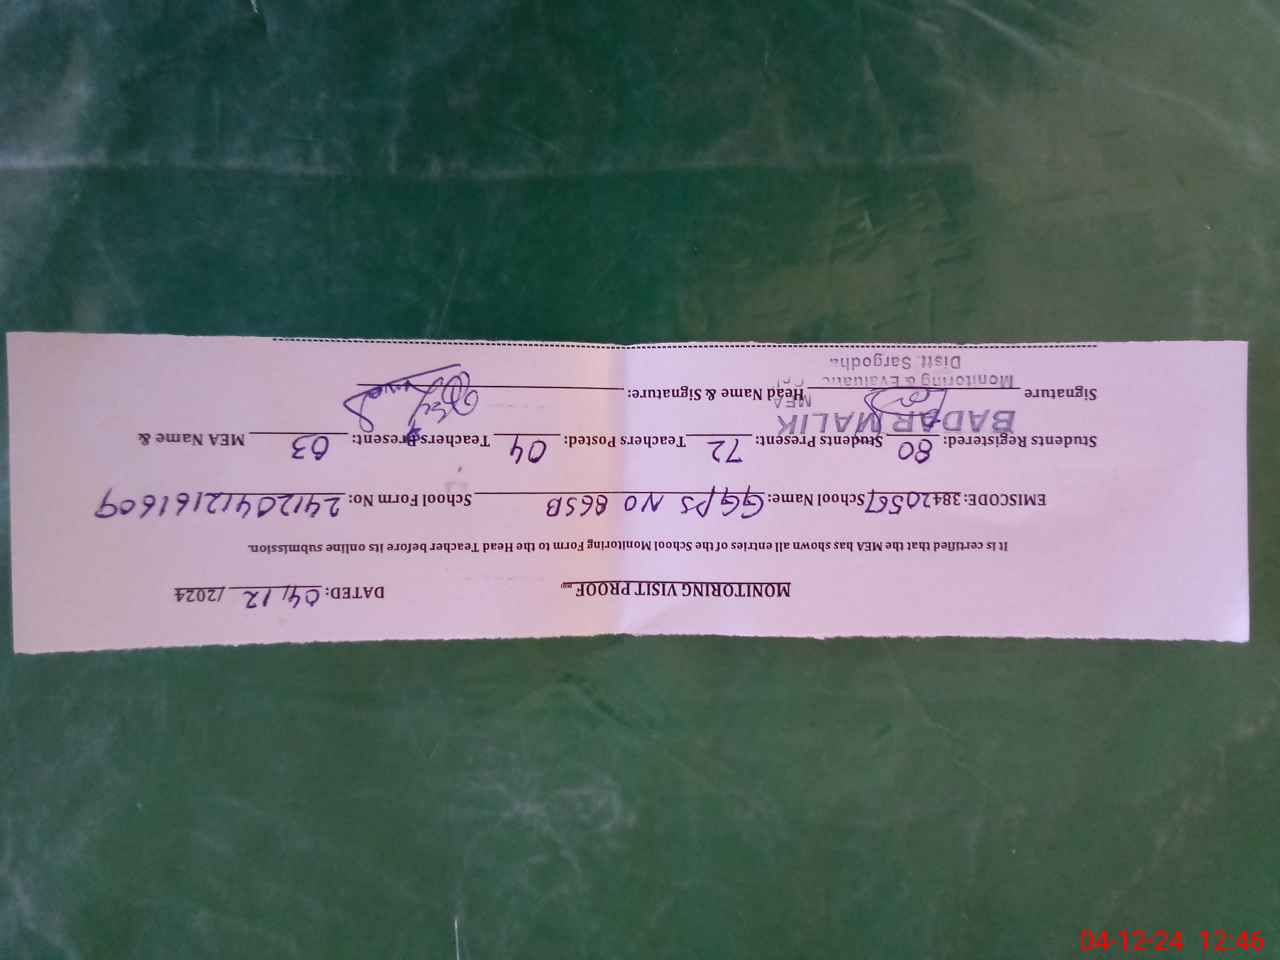 MONITORING VISIT PROOF DATED: 04/12/2024
It is certified that the MEA has shown all entries of the School Monitoring Form to the Head Teacher before its online submission.
EMISCODE: 38420567 School Name: GGPS NO 86SB School Form No: 24120412161609
Students Registered: 80 Students Present: 72 Teachers Posted: 04 Teachers Present: 03 MEA Name &
BADAR MALIK
Signature Head Name & Signature:
MEA
Monitoring & Evaluatic
Distt. Sargodha
04-12-24 12:46